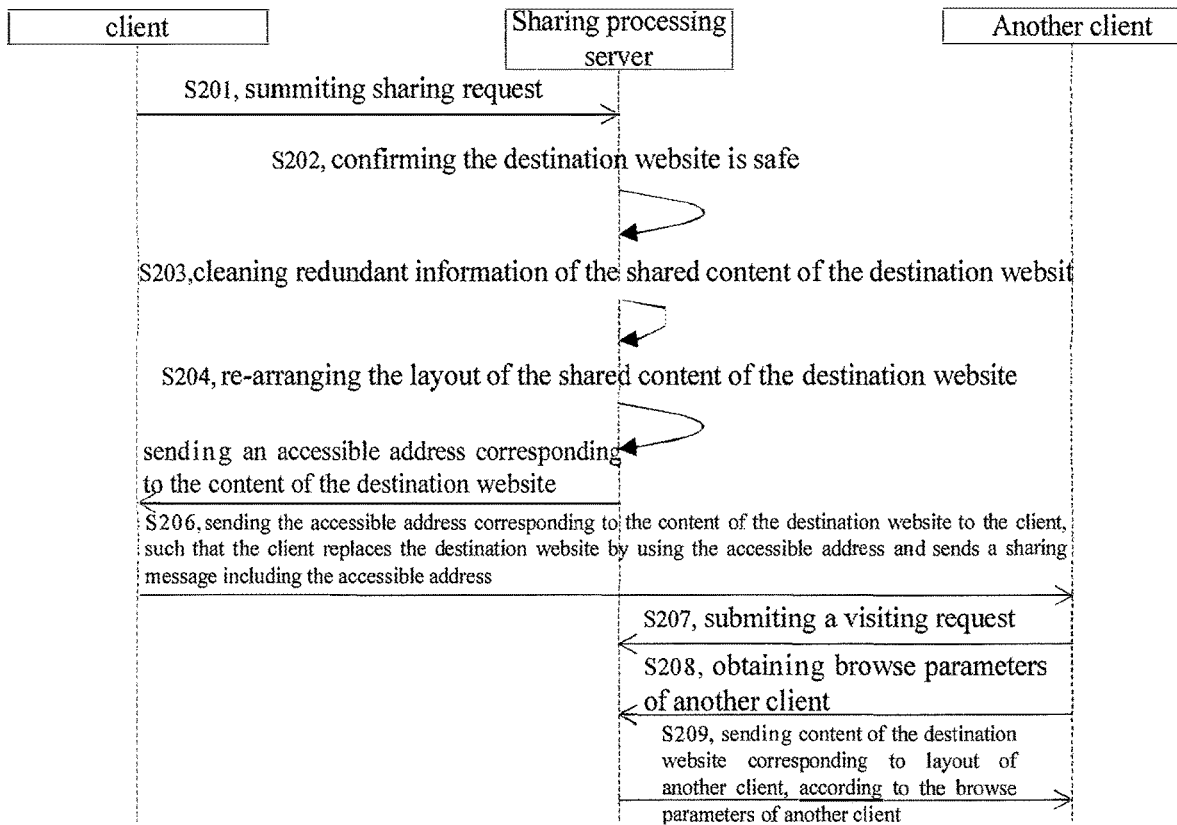 client
Sharing processing
server
Another client
S201, summiting sharing request
S202, confirming the destination website is safe
S203,cleaning redundant information of the shared content of the destination websit
S204, re-arranging the layout of the shared content of the destination website
sending an accessible address corresponding
to the content of the destination website
S206, sending the accessible address corresponding to the content of the destination website to the client,
such that the client replaces the destination website by using the accessible address and sends a sharing
message including the accessible address
S207, submiting a visiting request
S208, obtaining browse parameters
of another client
S209, sending content of the destination
website corresponding to layout of
another client, according to the browse
parameters of another client